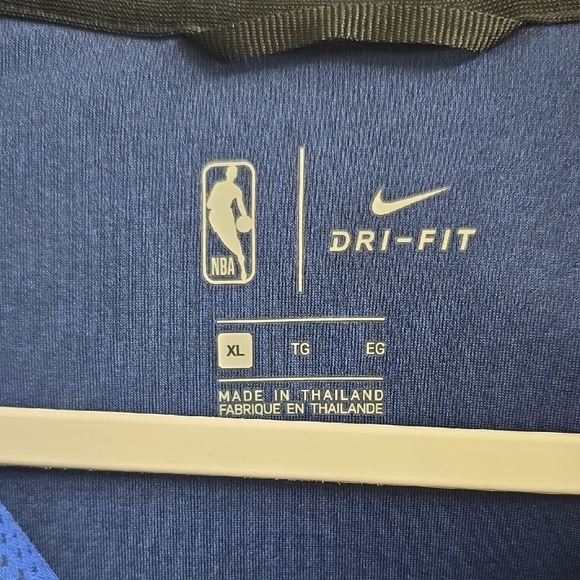 NBA
DRI-FIT
XL TG EG
MADE IN THAILAND
FABRIQUE EN THAILANDE